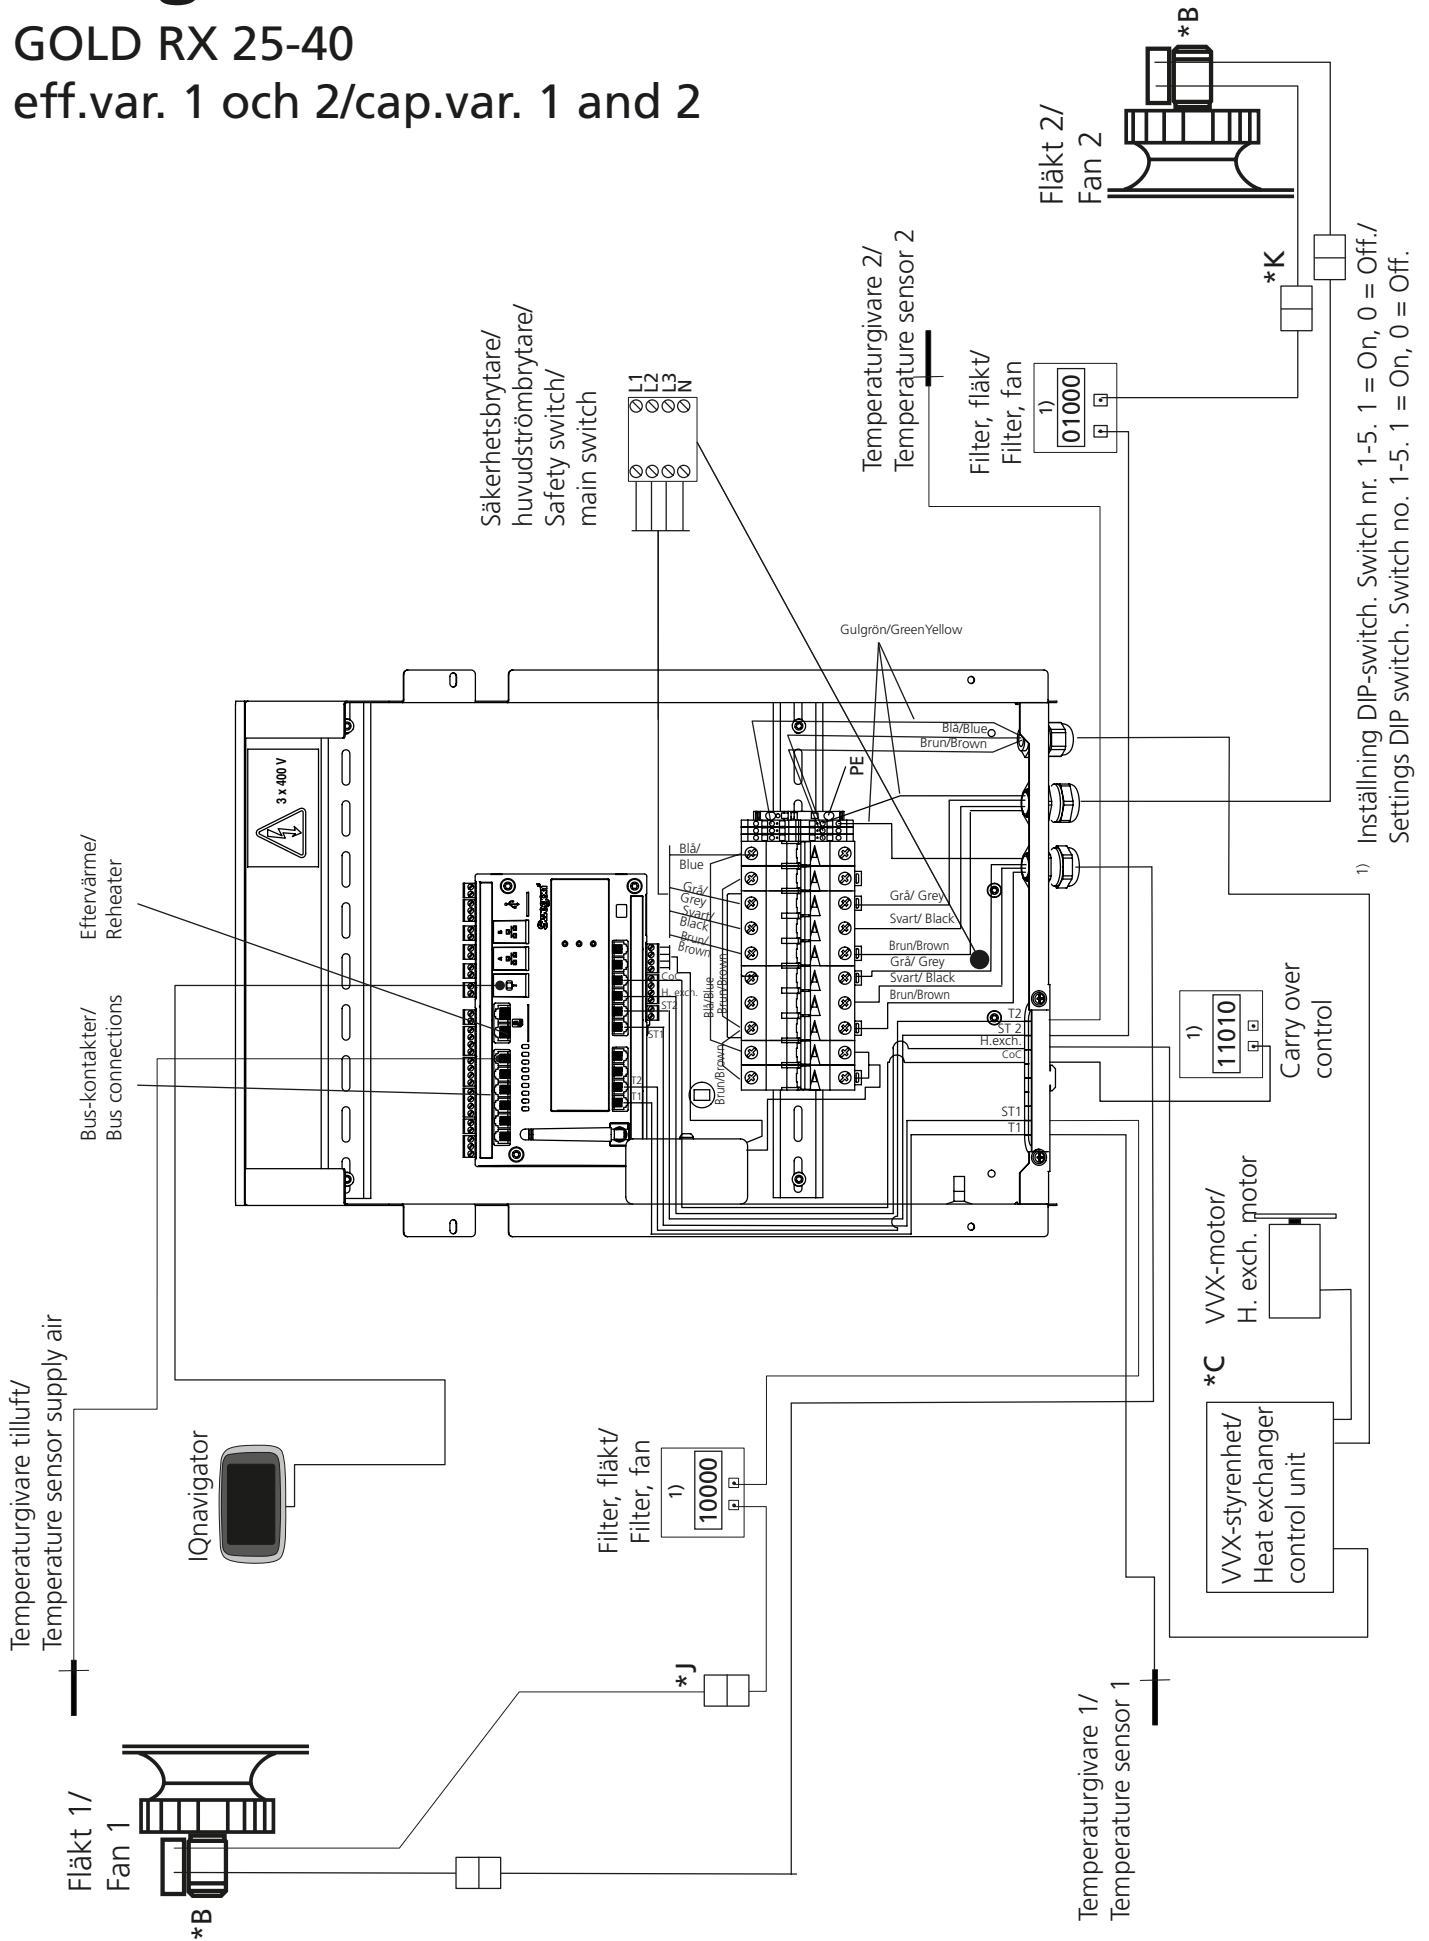 GOLD RX 25-40
eff.var. 1 och 2/cap.var. 1 and 2
*B
Fläkt 2/
Fan 2
*K
Temperaturgivare 2/
Temperature sensor 2
Filter, fläkt/
Filter, fan
1)
01000
Säkerhetsbrytare/
huvudströmbrytare/
Safety switch/
main switch
L1
L2
L3
N
1) Inställning DIP-switch. Switch nr. 1-5. 1 = On, 0 = Off./
Settings DIP switch. Switch no. 1-5. 1 = On, 0 = Off.
Gulgrön/GreenYellow
Blå/Blue
Brun/Brown
PE
3 x 400 V
Eftervärme/
Reheater
Bus-kontakter/
Bus connections
Swegon
Blå/
Blue
Grå/
Grey
Svart/
Black
Brun/
Brown
Blå/Blue
Brun/Brown
Brun/Brown
Grå/ Grey
Svart/ Black
Brun/Brown
Grå/ Grey
Svart/ Black
Brun/Brown
CoC
H. exch.
ST2
ST1
T2
T1
T2
ST 2
H.exch.
CoC
ST1
T1
1)
11010
Carry over
control
VVX-motor/
H. exch. motor
*C
VVX-styrenhet/
Heat exchanger
control unit
Temperaturgivare tilluft/
Temperature sensor supply air
IQnavigator
Filter, fläkt/
Filter, fan
1)
10000
*J
Temperaturgivare 1/
Temperature sensor 1
Fläkt 1/
Fan 1
*B